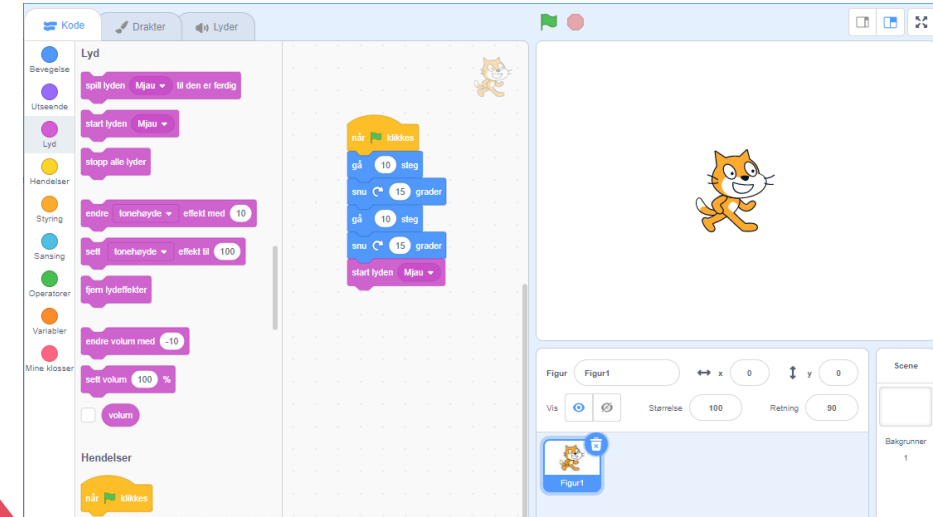 Kode
Drakter
Lyder
Bevegelse
Utseende
Lyd
Hendelser
Styring
Sansing
Operatorer
Variabler
Mine klosser
Lyd
spill lyden Mjau til den er ferdig
start lyden Mjau
stopp alle lyder
endre tonehøyde effekt med 10
sett tonehøyde effekt til 100
fjern lydeffekter
endre volum med -10
sett volum 100 %
volum
Hendelser
når klikkes
når klikkes
gå 10 steg
snu 15 grader
gå 10 steg
snu 15 grader
start lyden Mjau
Figur Figur1 x 0 y 0
Vis Størrelse 100 Retning 90
Figur1
Scene
Bakgrunner
1